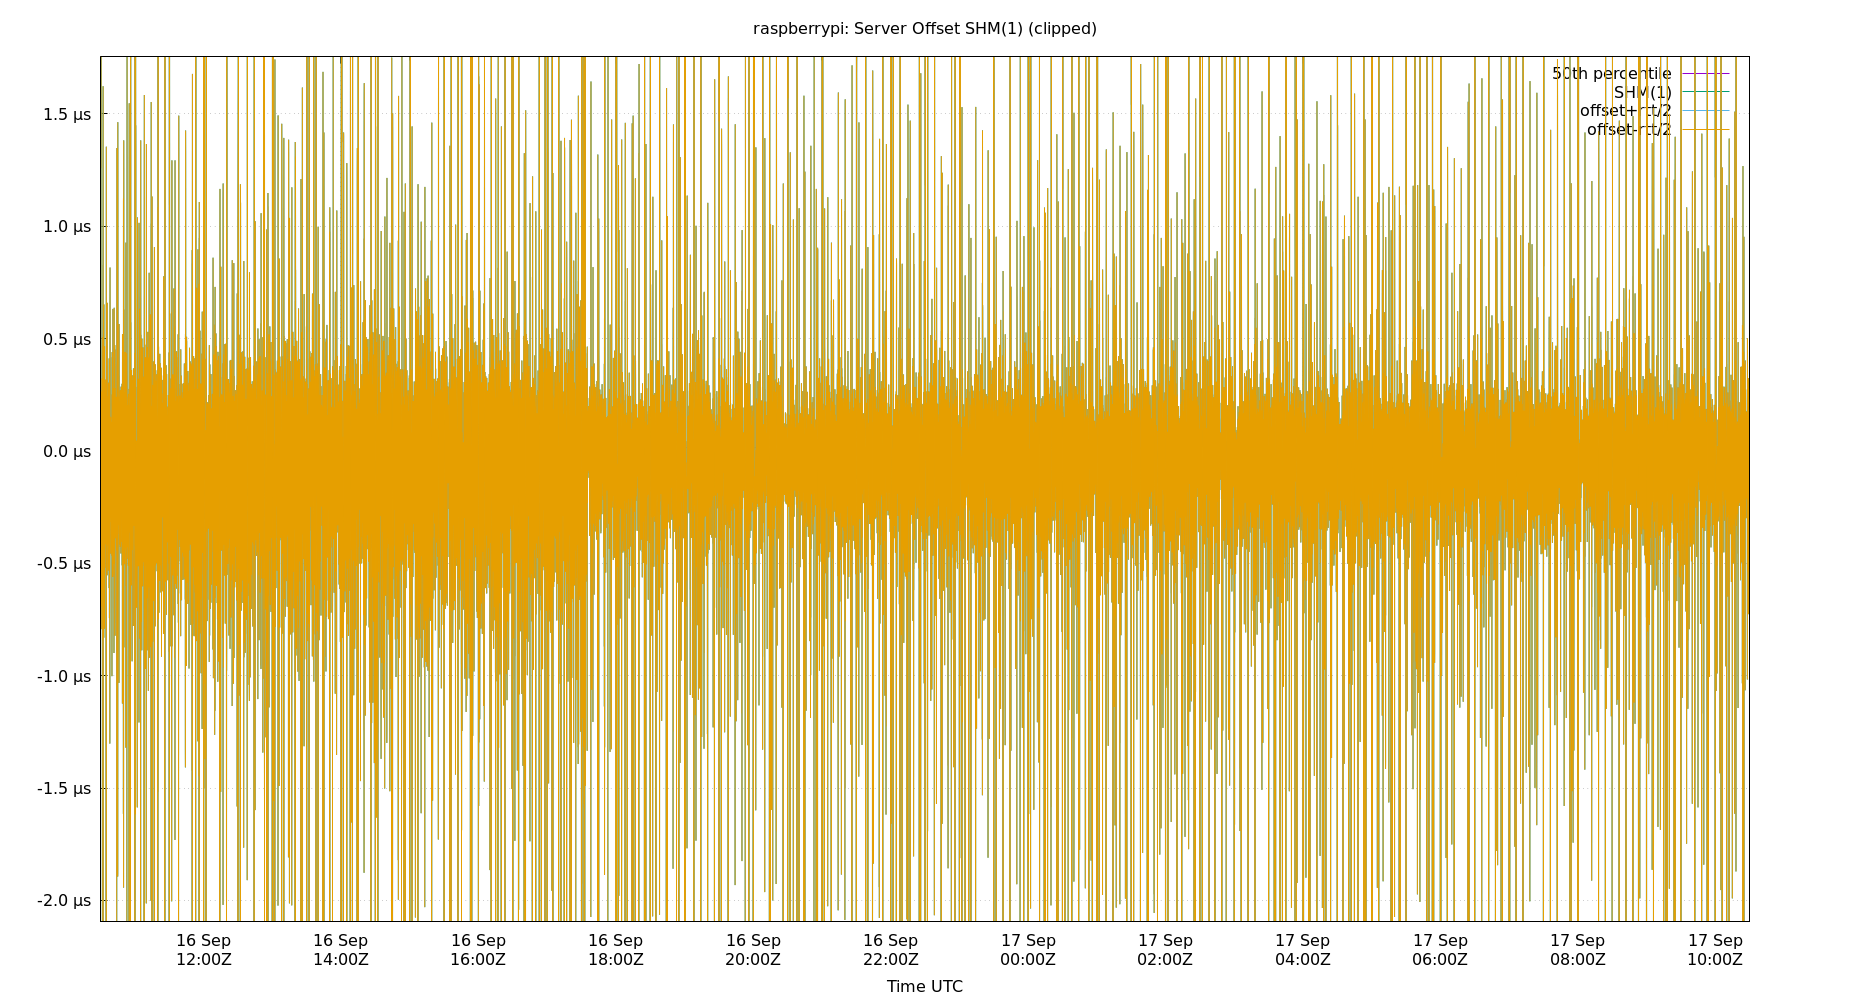 raspberrypi: Server Offset SHM(1) (clipped)
50th percentile
SHM(1)
offset+rtt/2
offset-rtt/2
1.5 µs
1.0 µs
0.5 µs
0.0 µs
-0.5 µs
-1.0 µs
-1.5 µs
-2.0 µs
16 Sep 16 Sep 16 Sep 16 Sep 16 Sep 16 Sep 17 Sep 17 Sep 17 Sep 17 Sep 17 Sep 17 Sep
12:00Z 14:00Z 16:00Z 18:00Z 20:00Z 22:00Z 00:00Z 02:00Z 04:00Z 06:00Z 08:00Z 10:00Z
Time UTC